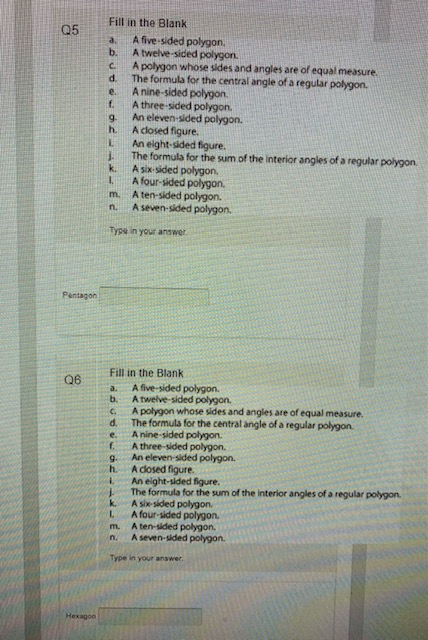 Q5
Fill in the Blank
a. A five-sided polygon.
b. A twelve-sided polygon.
c. A polygon whose sides and angles are of equal measure.
d. The formula for the central angle of a regular polygon.
e. A nine-sided polygon.
f. A three-sided polygon.
g. An eleven-sided polygon.
h. A closed figure.
i. An eight-sided figure.
j. The formula for the sum of the interior angles of a regular polygon.
k. A six-sided polygon.
l. A four-sided polygon.
m. A ten-sided polygon.
n. A seven-sided polygon.
Type in your answer.
Pentagon
Q6
Fill in the Blank
a. A five-sided polygon.
b. A twelve-sided polygon.
c. A polygon whose sides and angles are of equal measure.
d. The formula for the central angle of a regular polygon.
e. A nine-sided polygon.
f. A three-sided polygon.
g. An eleven-sided polygon.
h. A closed figure.
i. An eight-sided figure.
j. The formula for the sum of the interior angles of a regular polygon.
k. A six-sided polygon.
l. A four-sided polygon.
m. A ten-sided polygon.
n. A seven-sided polygon.
Type in your answer.
Hexagon